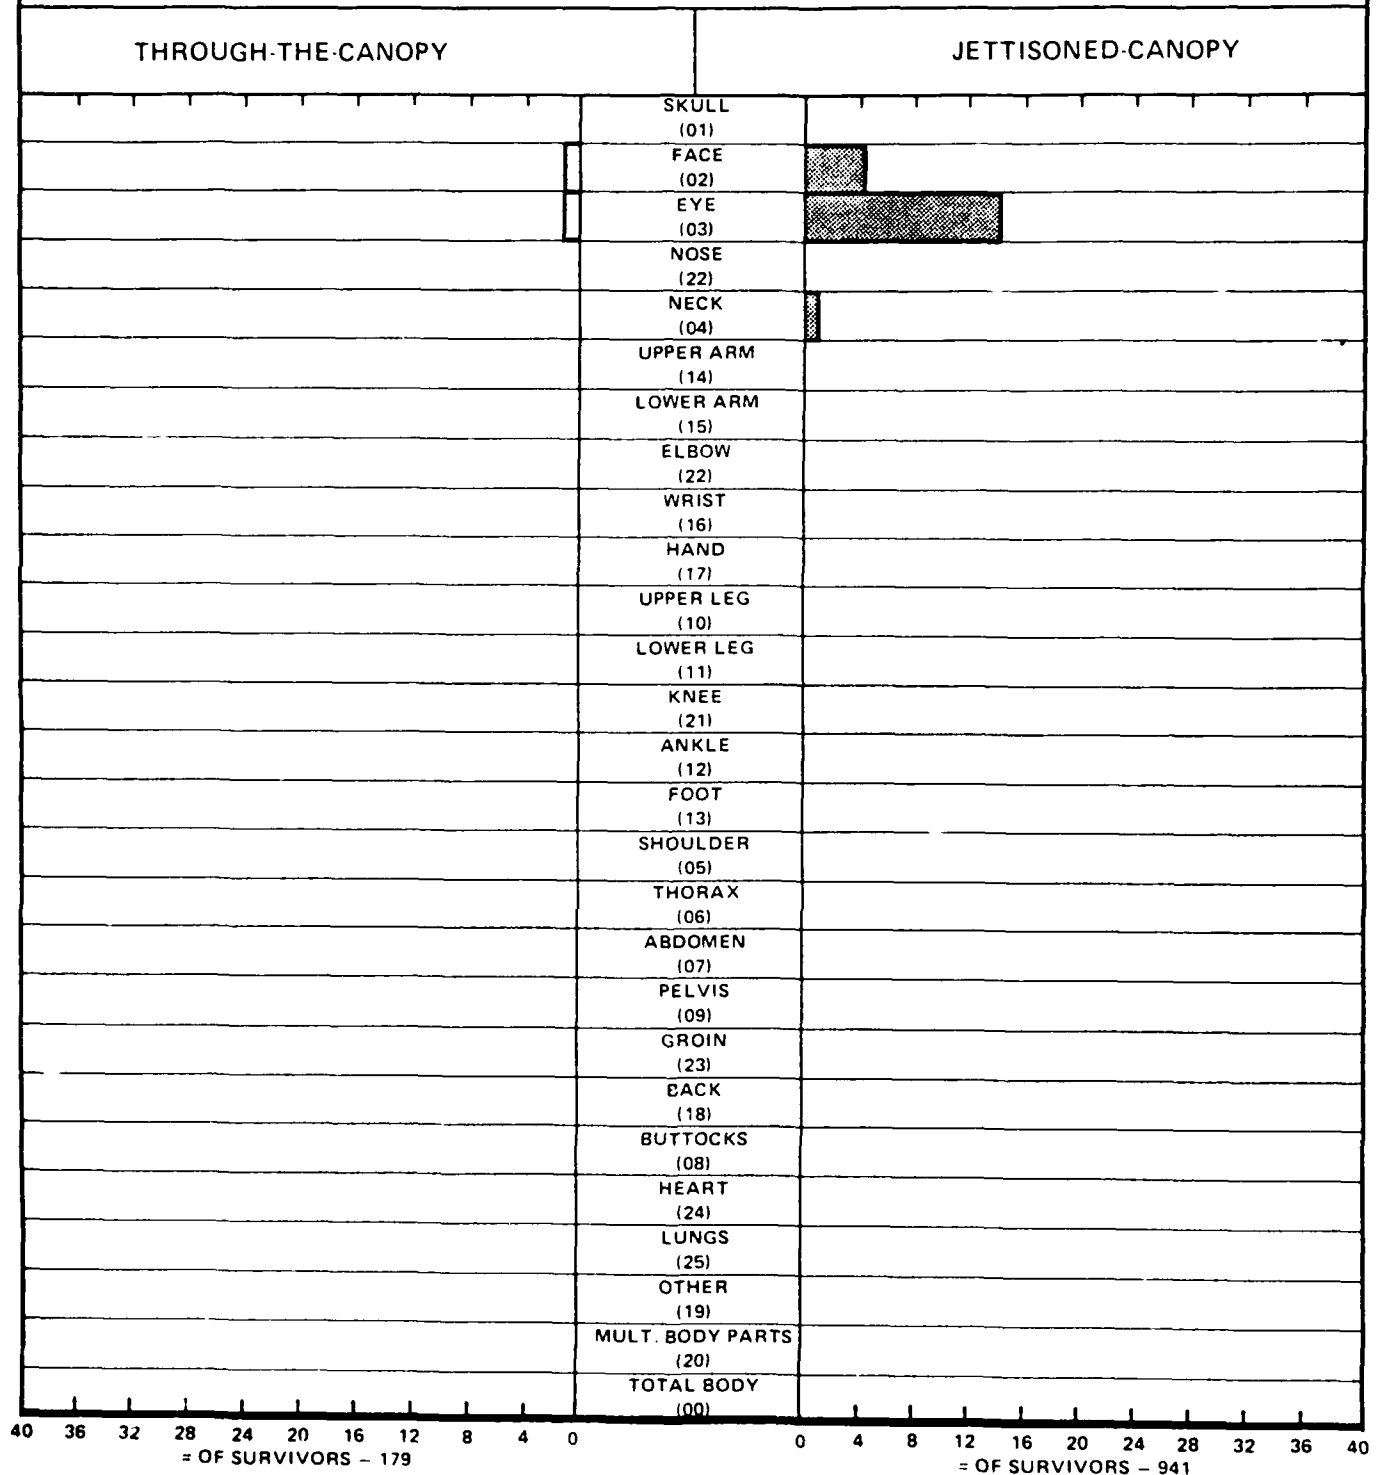 THROUGH-THE-CANOPY JETTISONED-CANOPY
SKULL
(01)
FACE
(02)
EYE
(03)
NOSE
(22)
NECK
(04)
UPPER ARM
(14)
LOWER ARM
(15)
ELBOW
(22)
WRIST
(16)
HAND
(17)
UPPER LEG
(10)
LOWER LEG
(11)
KNEE
(21)
ANKLE
(12)
FOOT
(13)
SHOULDER
(05)
THORAX
(06)
ABDOMEN
(07)
PELVIS
(09)
GROIN
(23)
BACK
(18)
BUTTOCKS
(08)
HEART
(24)
LUNGS
(25)
OTHER
(19)
MULT. BODY PARTS
(20)
TOTAL BODY
(00)
40 36 32 28 24 20 16 12 8 4 0 0 4 8 12 16 20 24 28 32 36 40
= OF SURVIVORS – 179 = OF SURVIVORS – 941